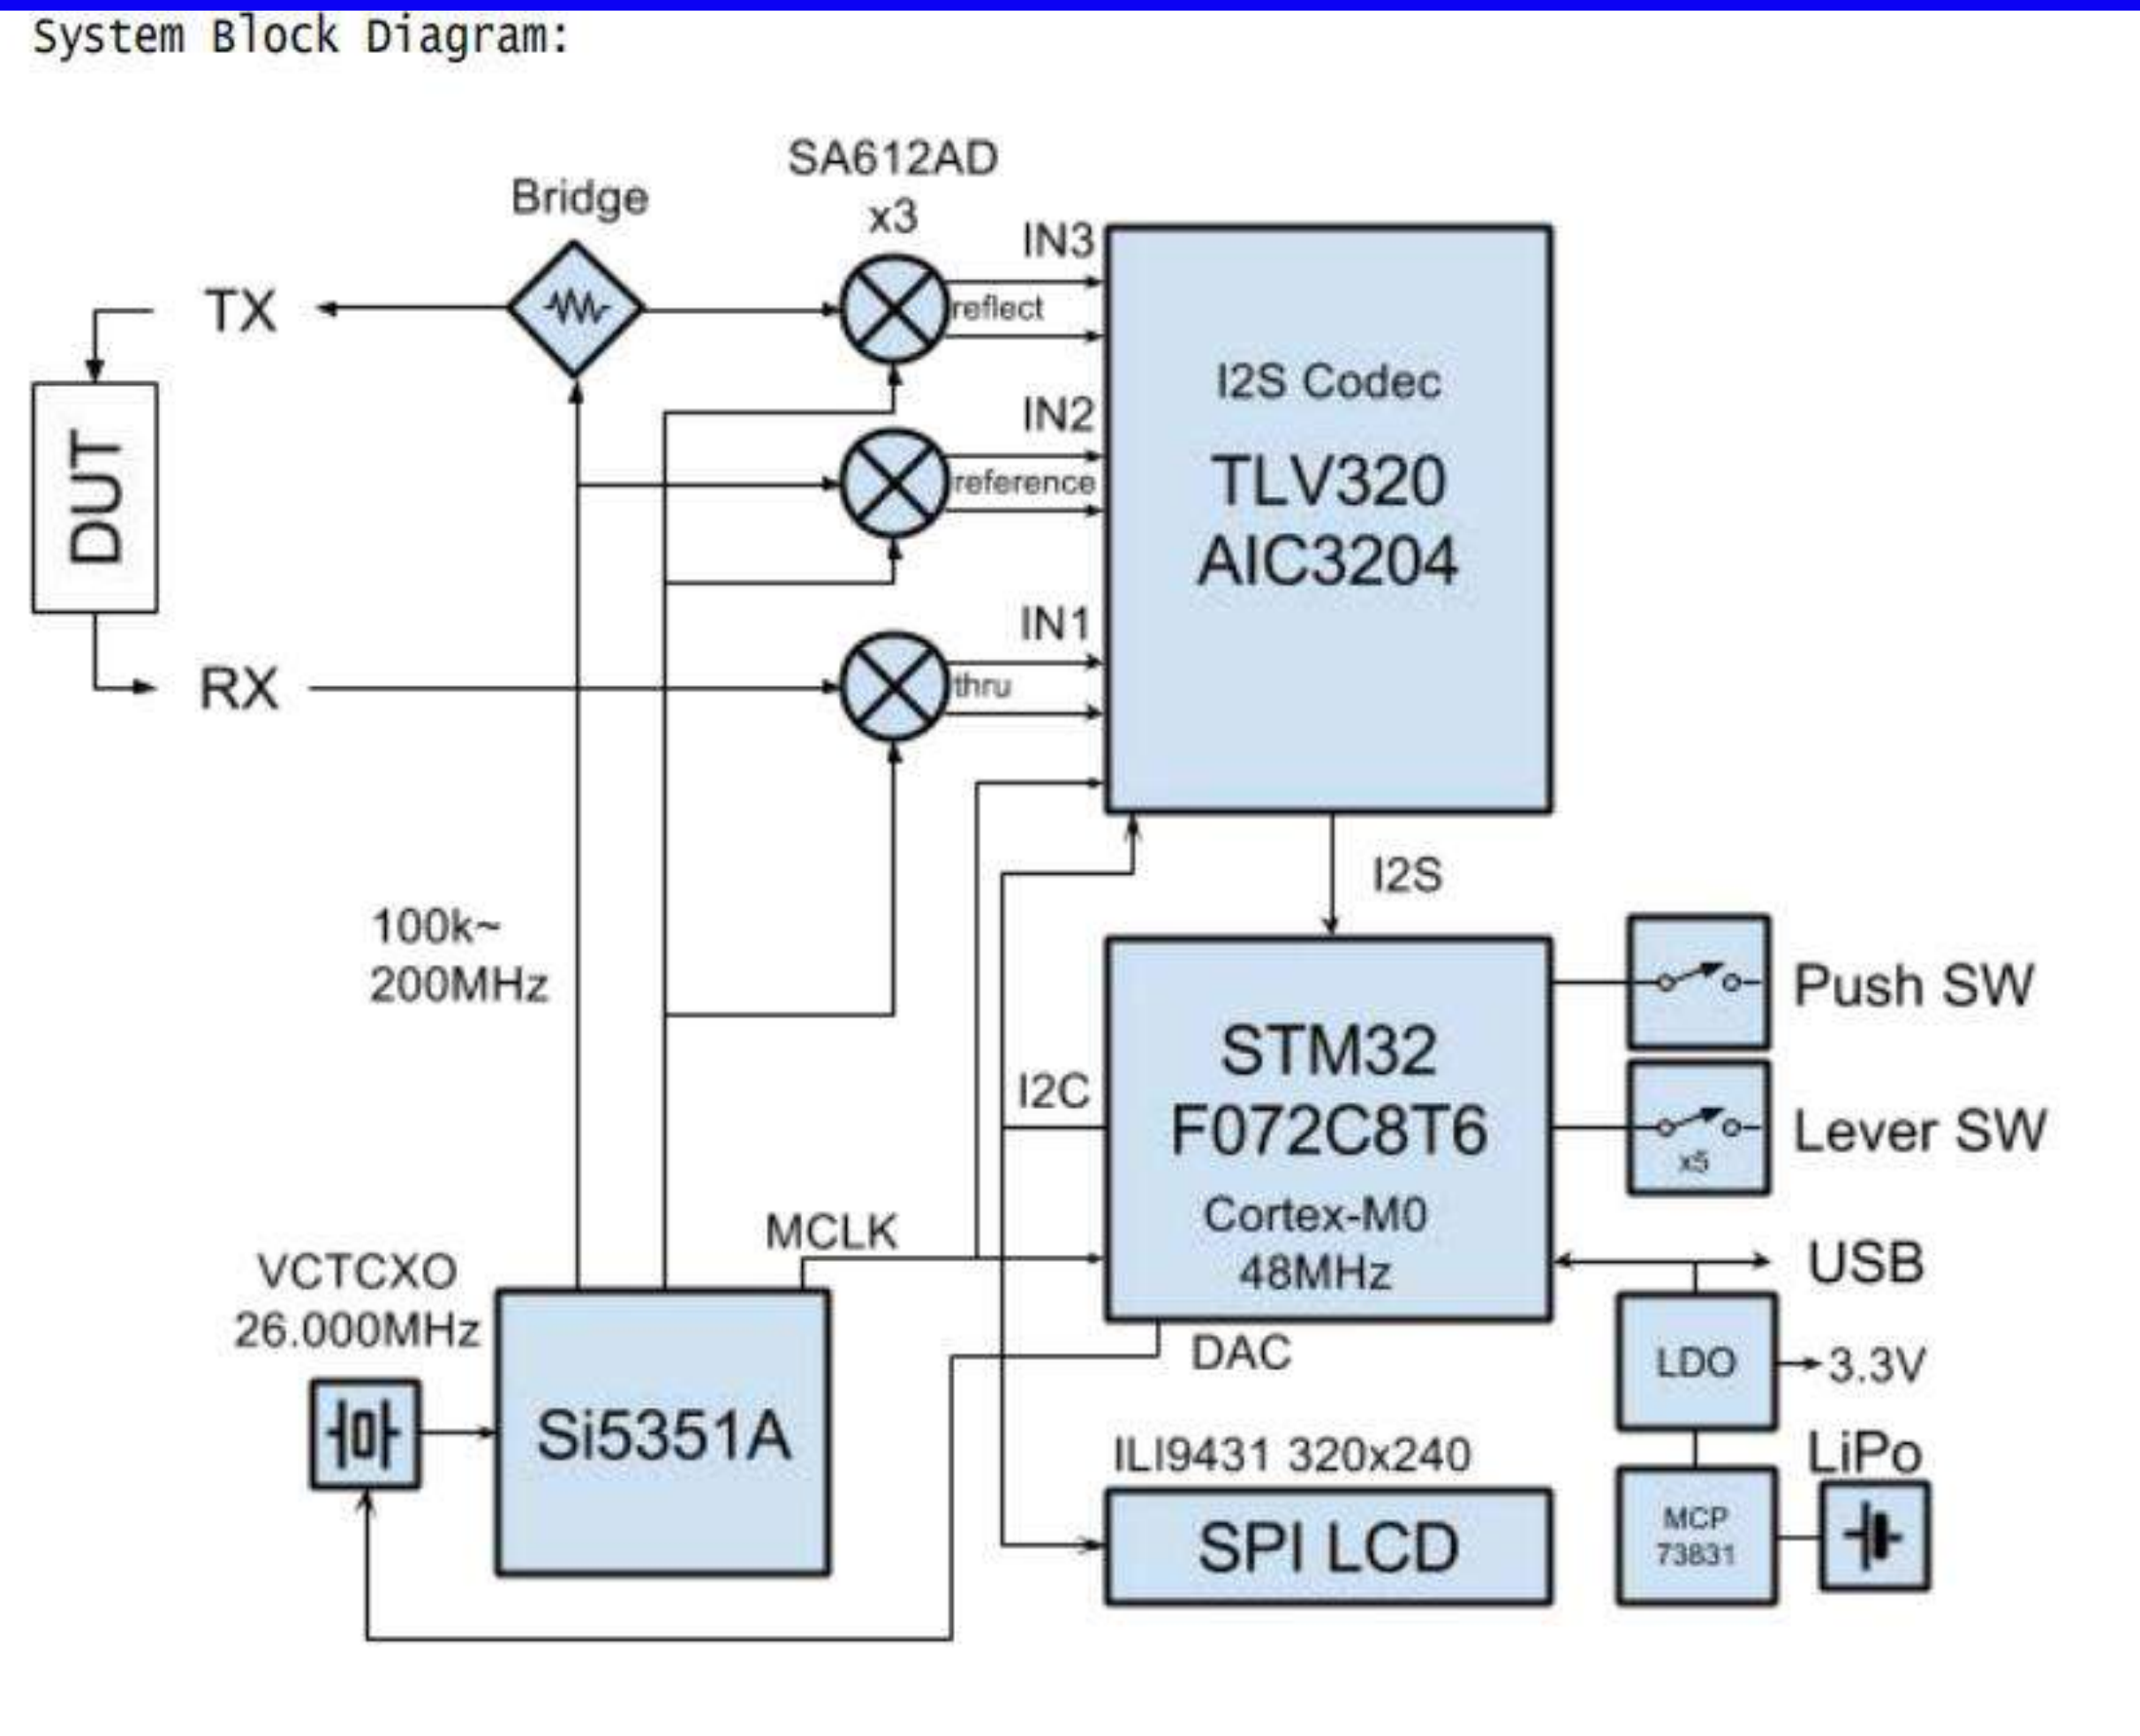 System Block Diagram:
SA612AD
x3
Bridge
IN3
reflect
TX
I2S Codec
TLV320
AIC3204
IN2
reference
DUT
IN1
thru
RX
I2S
100k~
200MHz
Push SW
STM32
F072C8T6
Cortex-M0
48MHz
I2C
Lever SW
x5
MCLK
USB
VCTCXO
26.000MHz
DAC
LDO
3.3V
Si5351A
ILI9431 320x240
SPI LCD
LiPo
MCP
73831